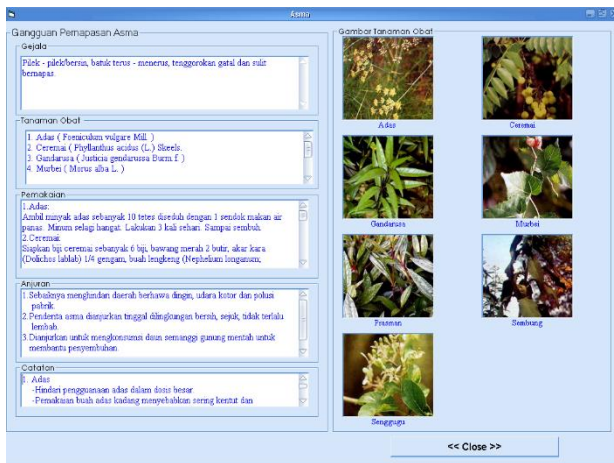 Asma
Gangguan Pernapasan Asma
Gejala
Pilek - pilek/bersin, batuk terus - menerus, tenggorokan gatal dan sulit
bernapas.
Tanaman Obat
1. Adas ( Foeniculum vulgare Mill. )
2. Ceremai ( Phyllanthus acidus (L.) Skeels.
3. Gandarusa ( Justicia gendarussa Burm.f. )
4. Murbei ( Morus alba L. )
Pemakaian
1.Adas:
Ambil minyak adas sebanyak 10 tetes diseduh dengan 1 sendok makan air
panas. Minum selagi hangat. Lakukan 3 kali sehari. Sampai sembuh.
2.Ceremai:
Siapkan biji ceremai sebanyak 6 biji, bawang merah 2 butir, akar kara
(Dolichos lablab) 1/4 gengam, buah lengkeng (Nephelium longanum;
Anjuran
1.Sebaiknya menghindari daerah berhawa dingin, udara kotor dan polusi
pabrik.
2.Penderita asma dianjurkan tinggal dilingkungan bersih, sejuk, tidak terlalu
lembab.
3.Dianjurkan untuk mengkonsumsi daun semanggi gunung mentah untuk
membantu penyembuhan.
Catatan
1. Adas
-Hindari penggunaan adas dalam dosis besar.
-Pemakaian buah adas kadang menyebabkan sering kentut dan
Gambar Tanaman Obat
Adas
Ceremai
Gandarusa
Murbei
Prasman
Sembung
Senggugu
<< Close >>